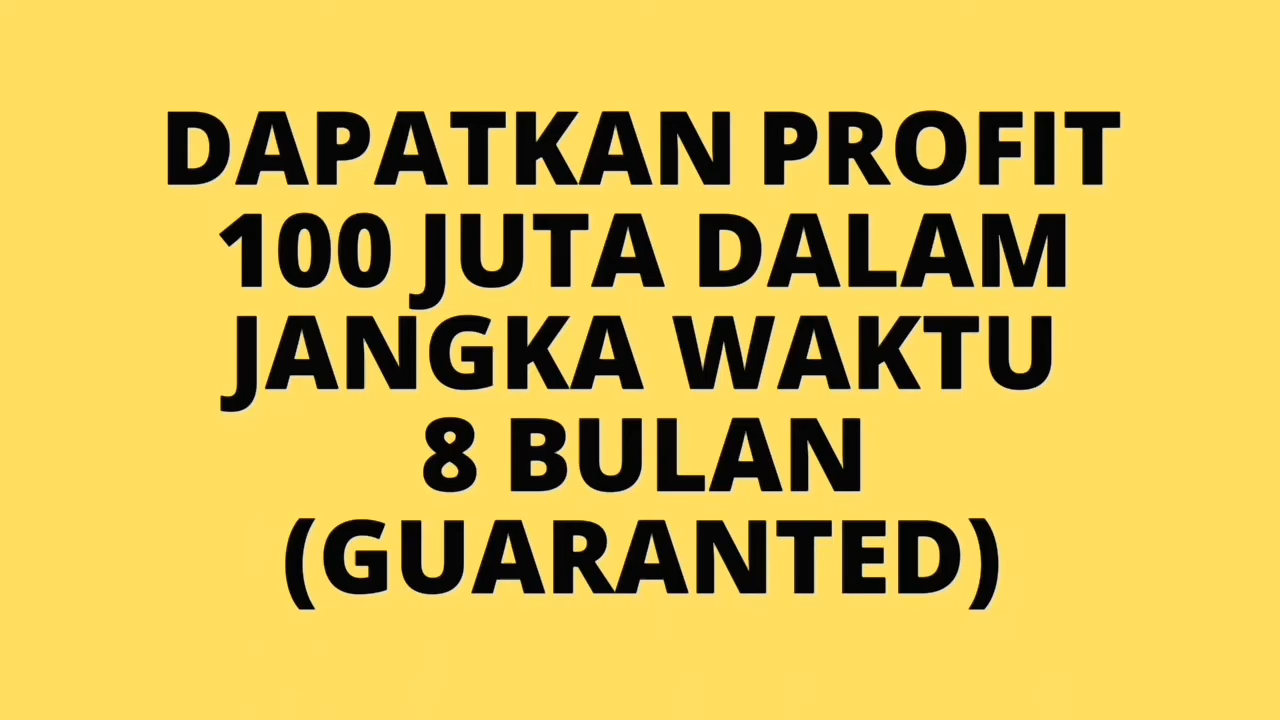 DAPATKAN PROFIT
100 JUTA DALAM
JANGKA WAKTU
8 BULAN
(GUARANTED)